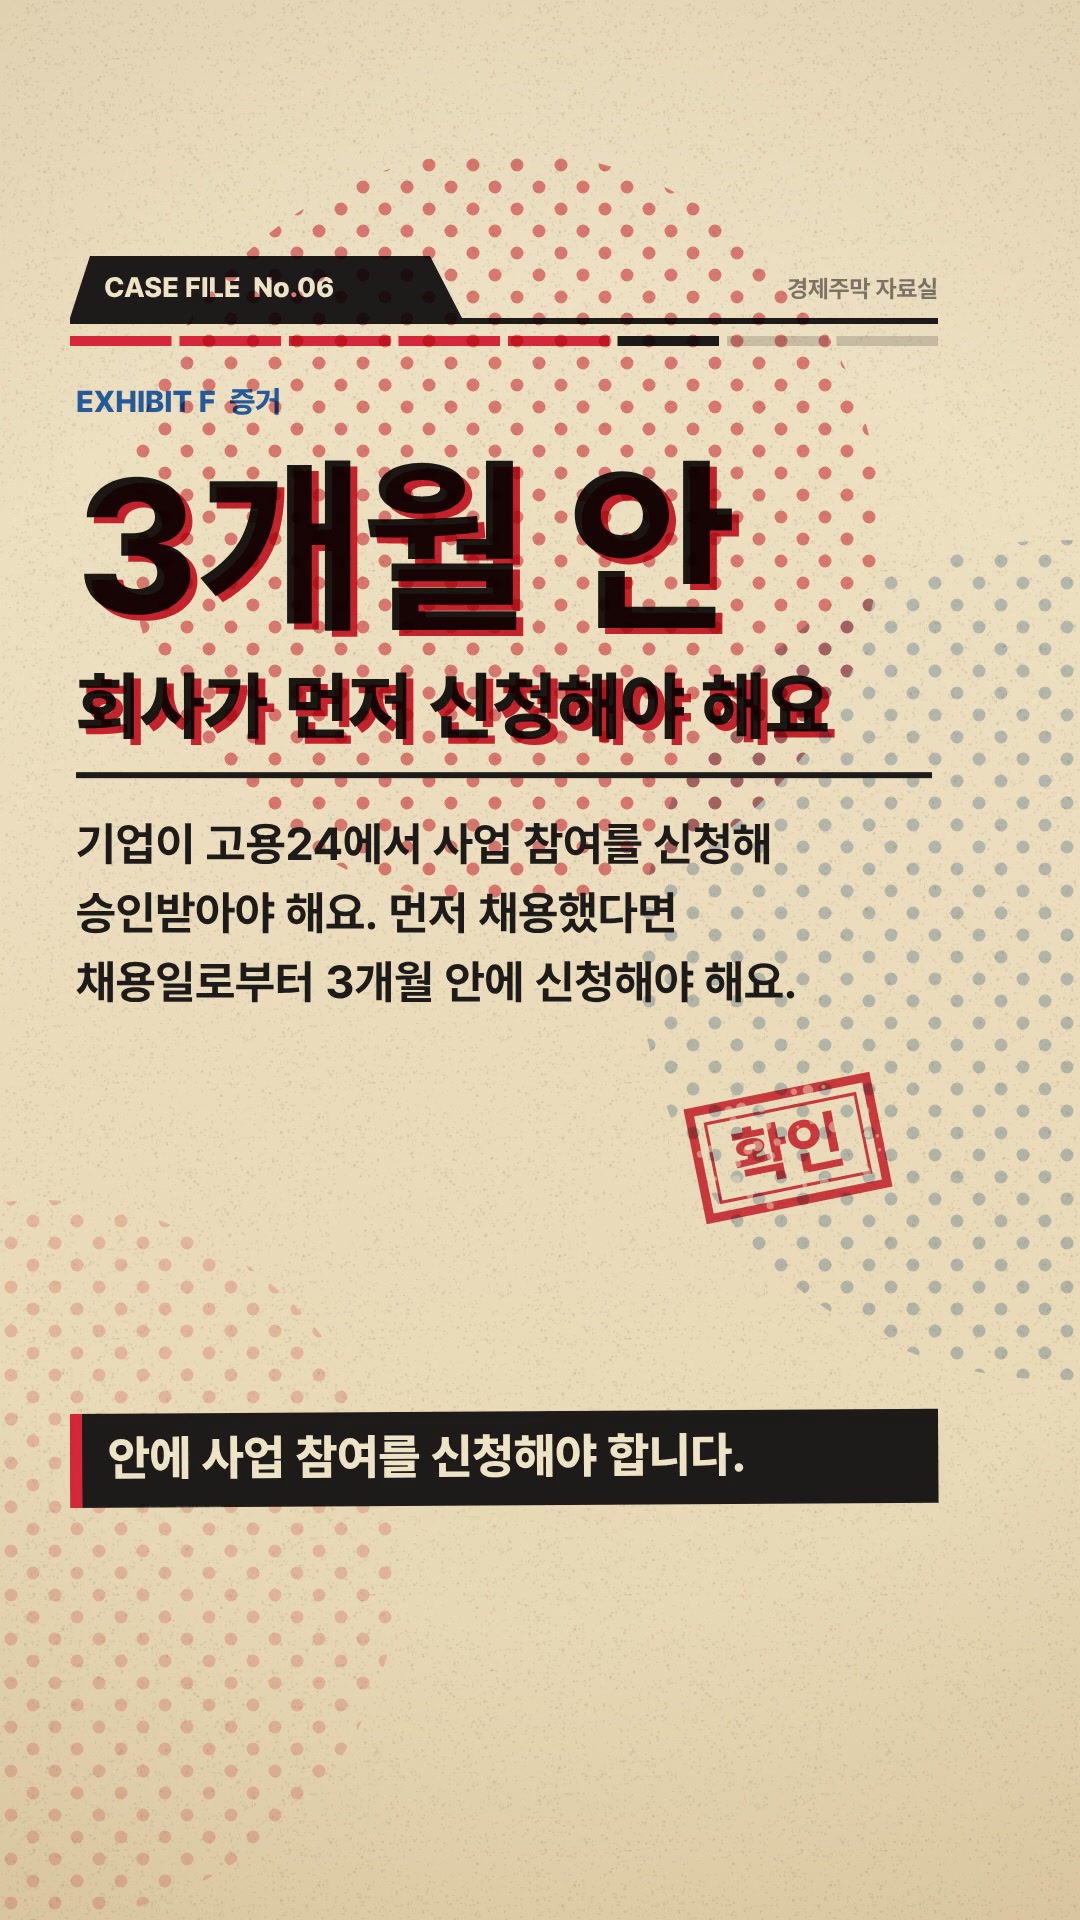 CASE FILE No.06
경제주막 자료실
EXHIBIT F 증거
3개월 안
회사가 먼저 신청해야 해요
기업이 고용24에서 사업 참여를 신청해
승인받아야 해요. 먼저 채용했다면
채용일로부터 3개월 안에 신청해야 해요.
확인
안에 사업 참여를 신청해야 합니다.